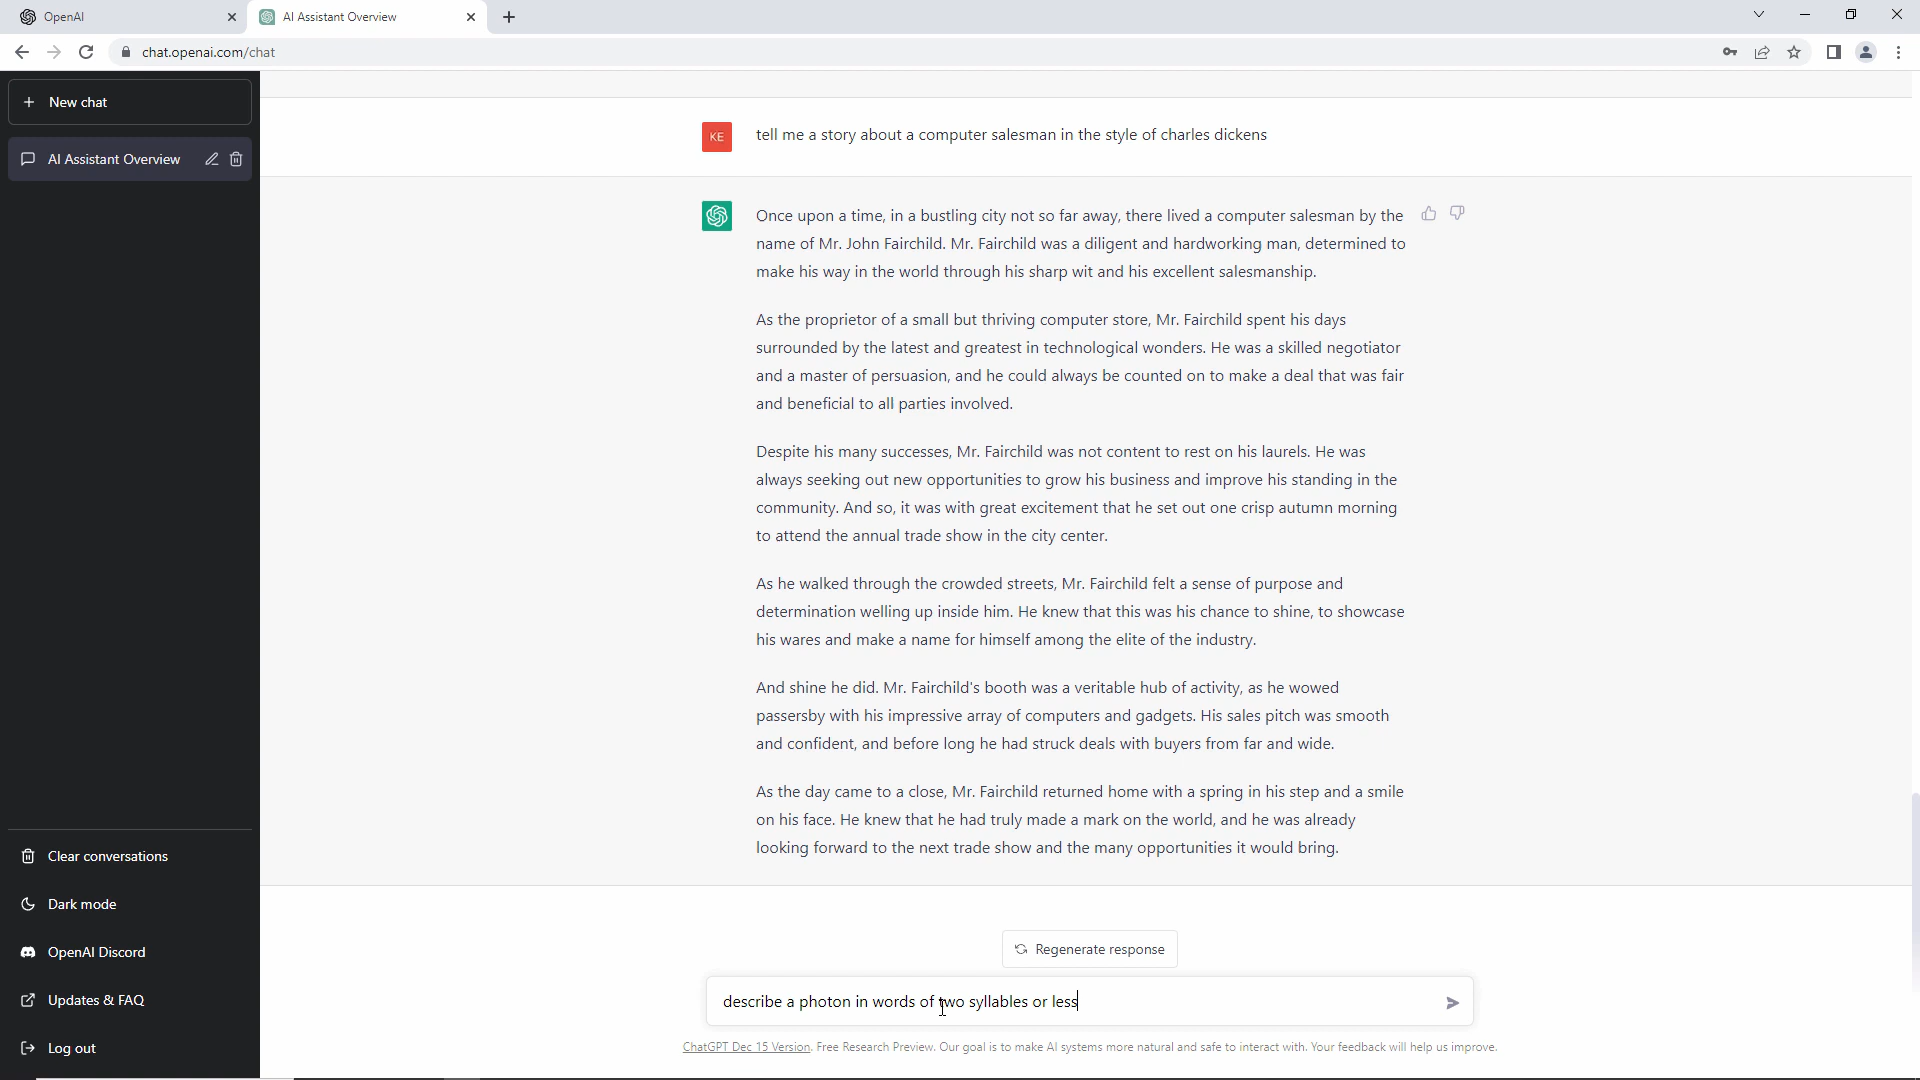 OpenAI
AI Assistant Overview
chat.openai.com/chat
New chat
AI Assistant Overview
KE
tell me a story about a computer salesman in the style of charles dickens
Once upon a time, in a bustling city not so far away, there lived a computer salesman by the
name of Mr. John Fairchild. Mr. Fairchild was a diligent and hardworking man, determined to
make his way in the world through his sharp wit and his excellent salesmanship.
As the proprietor of a small but thriving computer store, Mr. Fairchild spent his days
surrounded by the latest and greatest in technological wonders. He was a skilled negotiator
and a master of persuasion, and he could always be counted on to make a deal that was fair
and beneficial to all parties involved.
Despite his many successes, Mr. Fairchild was not content to rest on his laurels. He was
always seeking out new opportunities to grow his business and improve his standing in the
community. And so, it was with great excitement that he set out one crisp autumn morning
to attend the annual trade show in the city center.
As he walked through the crowded streets, Mr. Fairchild felt a sense of purpose and
determination welling up inside him. He knew that this was his chance to shine, to showcase
his wares and make a name for himself among the elite of the industry.
And shine he did. Mr. Fairchild's booth was a veritable hub of activity, as he wowed
passersby with his impressive array of computers and gadgets. His sales pitch was smooth
and confident, and before long he had struck deals with buyers from far and wide.
As the day came to a close, Mr. Fairchild returned home with a spring in his step and a smile
on his face. He knew that he had truly made a mark on the world, and he was already
looking forward to the next trade show and the many opportunities it would bring.
Clear conversations
Dark mode
OpenAI Discord
Updates & FAQ
Log out
Regenerate response
describe a photon in words of two syllables or less
ChatGPT Dec 15 Version. Free Research Preview. Our goal is to make AI systems more natural and safe to interact with. Your feedback will help us improve.